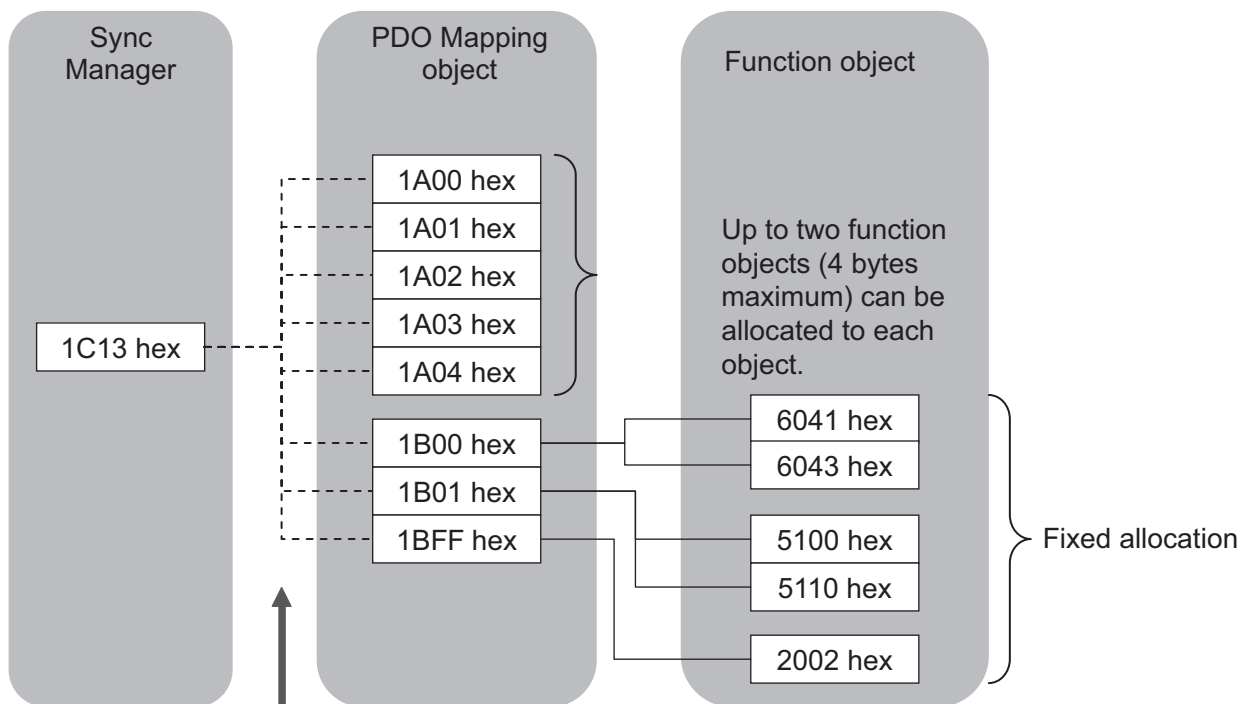 Sync
Manager
PDO Mapping
object
Function object
1A00 hex
1A01 hex
1A02 hex
1A03 hex
1A04 hex
Up to two function
objects (4 bytes
maximum) can be
allocated to each
object.
1C13 hex
1B00 hex
1B01 hex
1BFF hex
6041 hex
6043 hex
5100 hex
5110 hex
2002 hex
Fixed allocation